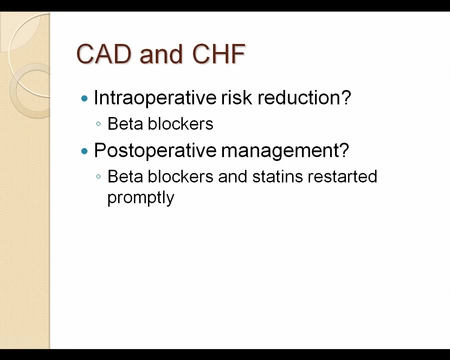 CAD and CHF
Intraoperative risk reduction?
Beta blockers
Postoperative management?
Beta blockers and statins restarted
promptly